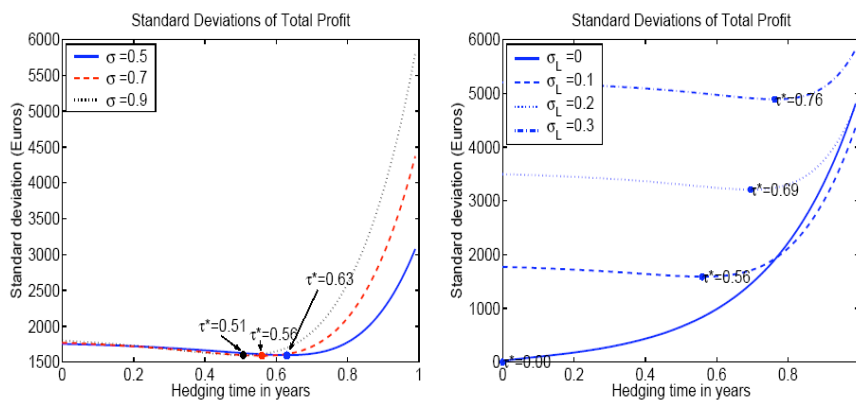 Standard Deviations of Total Profit
6000
5500
5000
4500
4000
3500
3000
2500
2000
1500
Standard deviation (Euros)
σ =0.5
σ =0.7
σ =0.9
τ*=0.51
τ*=0.56
τ*=0.63
0
0.2
0.4
0.6
0.8
1
Hedging time in years
Standard Deviations of Total Profit
6000
5000
4000
3000
2000
1000
0
Standard deviation (Euros)
σL =0
σL =0.1
σL =0.2
σL =0.3
τ*=0.76
τ*=0.69
τ*=0.56
τ*=0.00
0
0.2
0.4
0.6
0.8
Hedging time in years